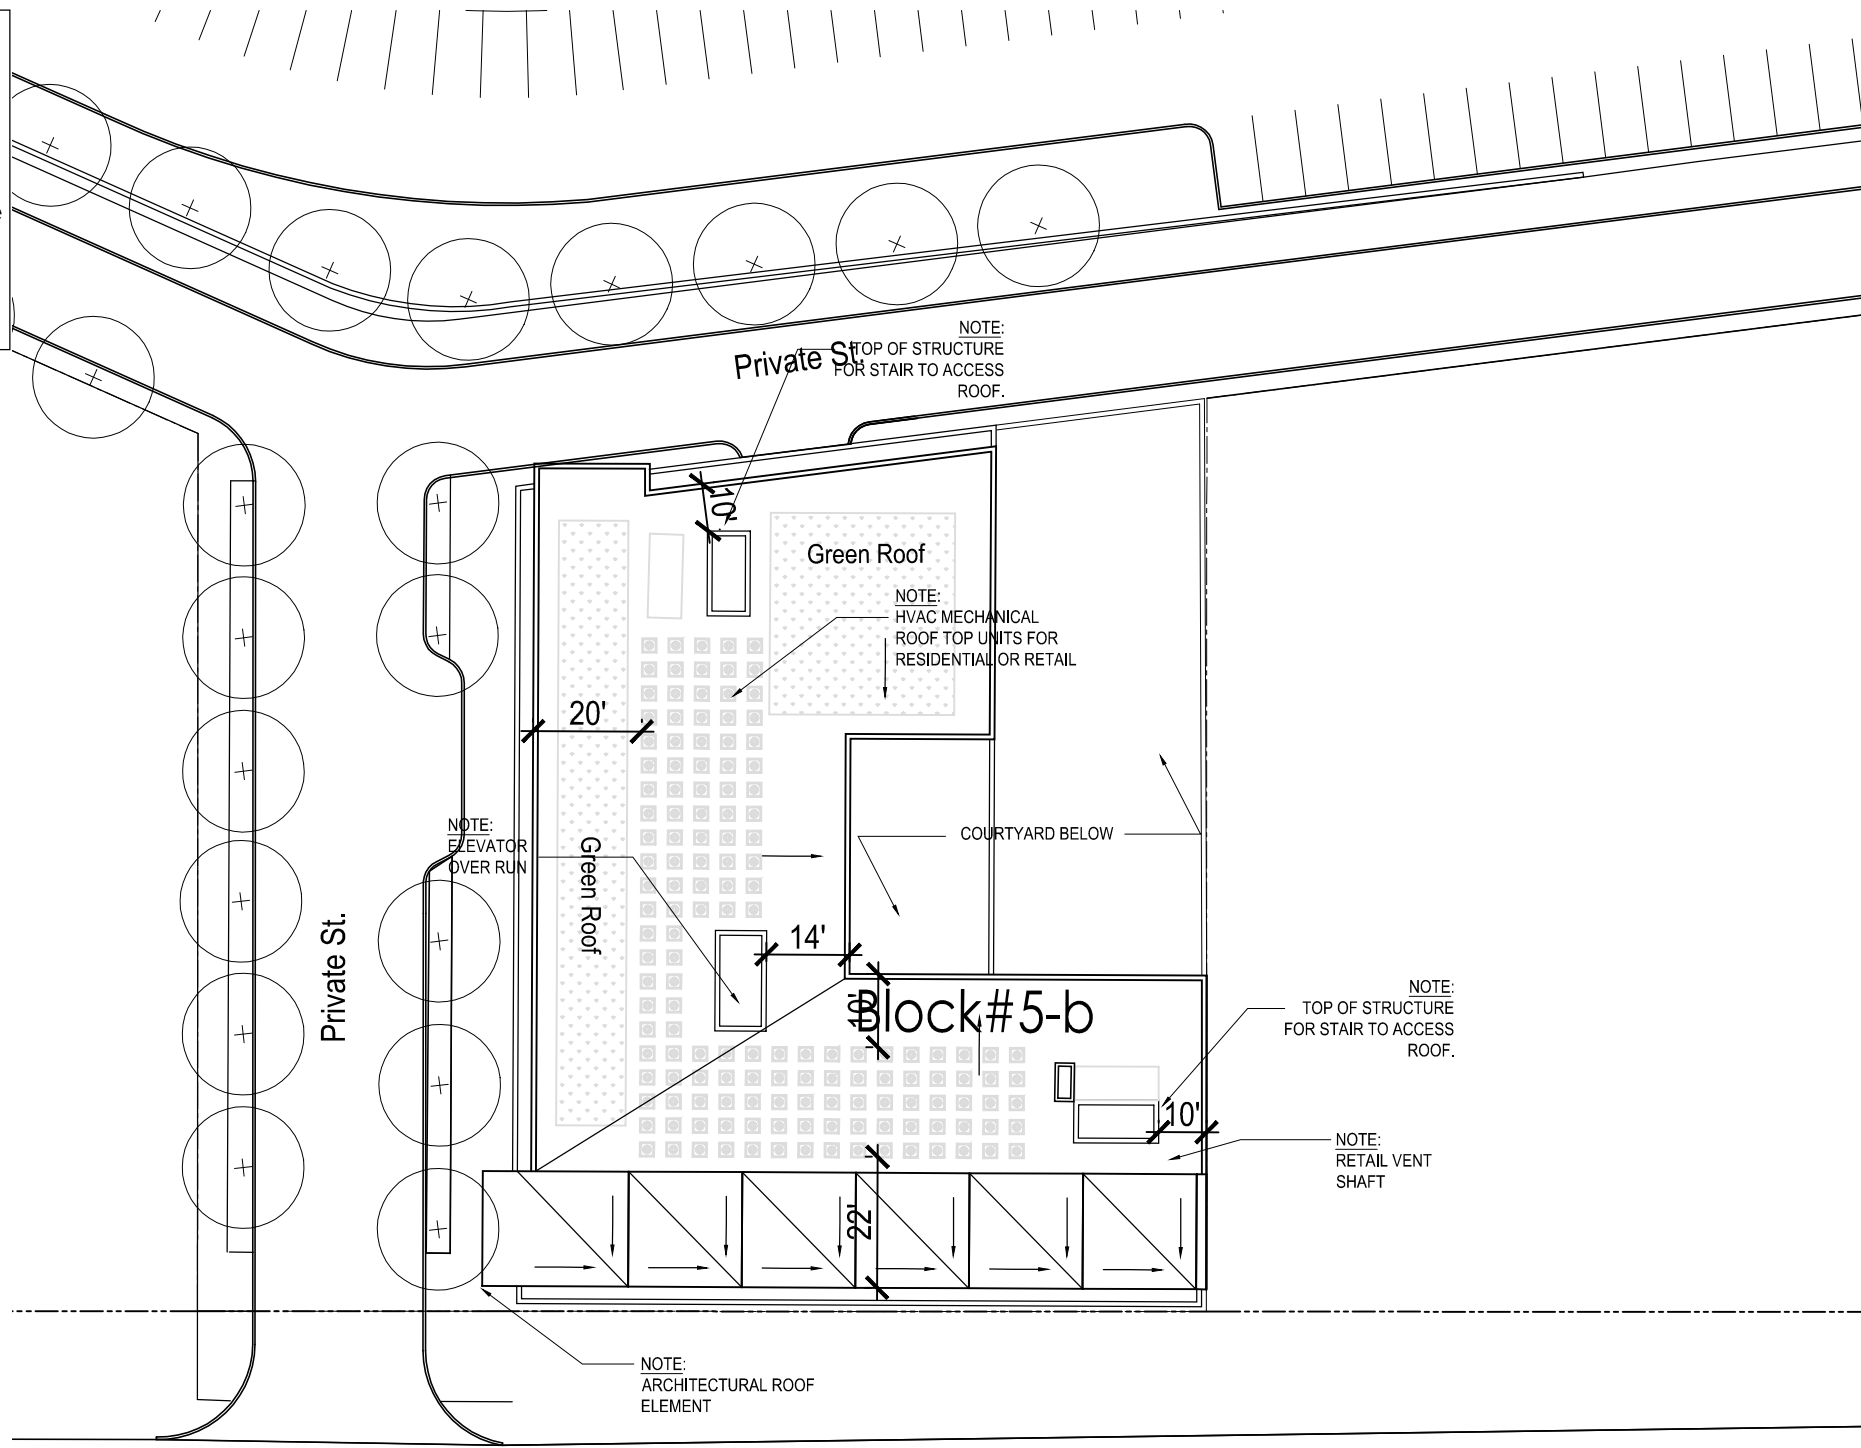 NOTE:
TOP OF STRUCTURE
FOR STAIR TO ACCESS
ROOF.
Private St.
10'
Green Roof
NOTE:
HVAC MECHANICAL
ROOF TOP UNITS FOR
RESIDENTIAL OR RETAIL
20'
NOTE:
ELEVATOR
OVER RUN
COURTYARD BELOW
Green Roof
Private St.
14'
10'
Block#5-b
NOTE:
TOP OF STRUCTURE
FOR STAIR TO ACCESS
ROOF.
10'
NOTE:
RETAIL VENT
SHAFT
22'
NOTE:
ARCHITECTURAL ROOF
ELEMENT